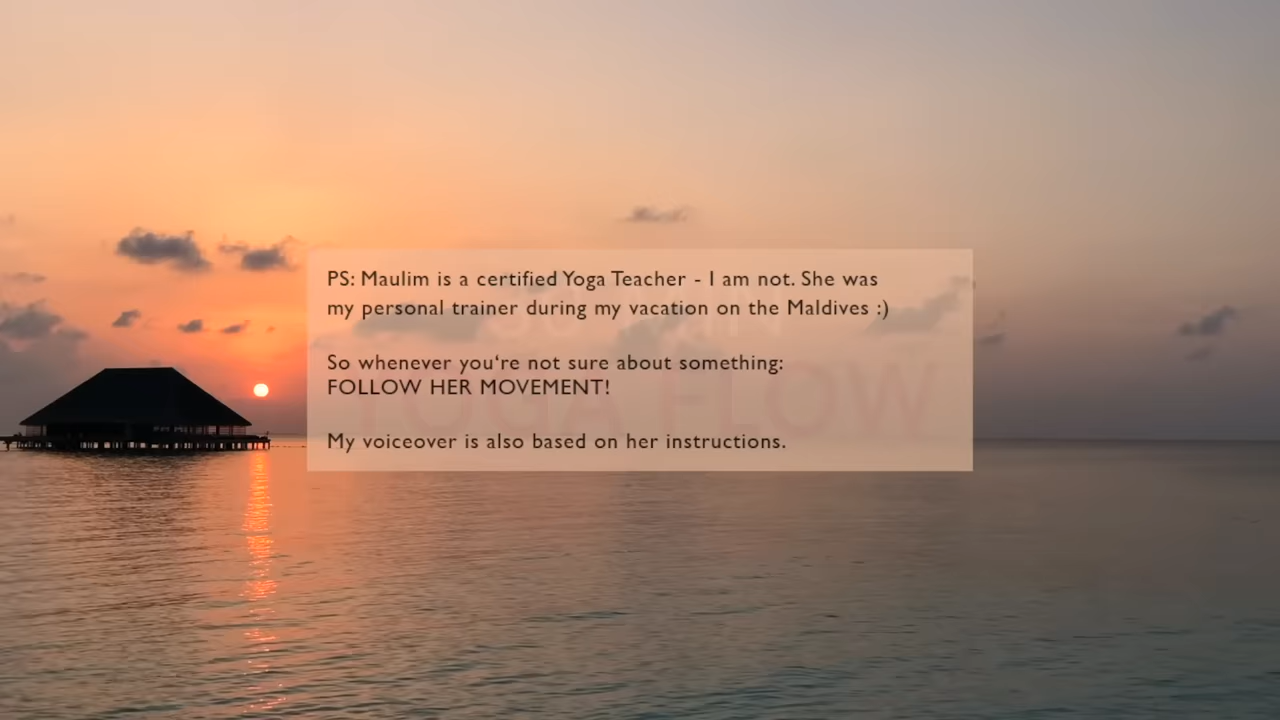 PS: Maulim is a certified Yoga Teacher - I am not. She was
my personal trainer during my vacation on the Maldives :)
So whenever you‘re not sure about something:
FOLLOW HER MOVEMENT!
My voiceover is also based on her instructions.
YOGA FLOW